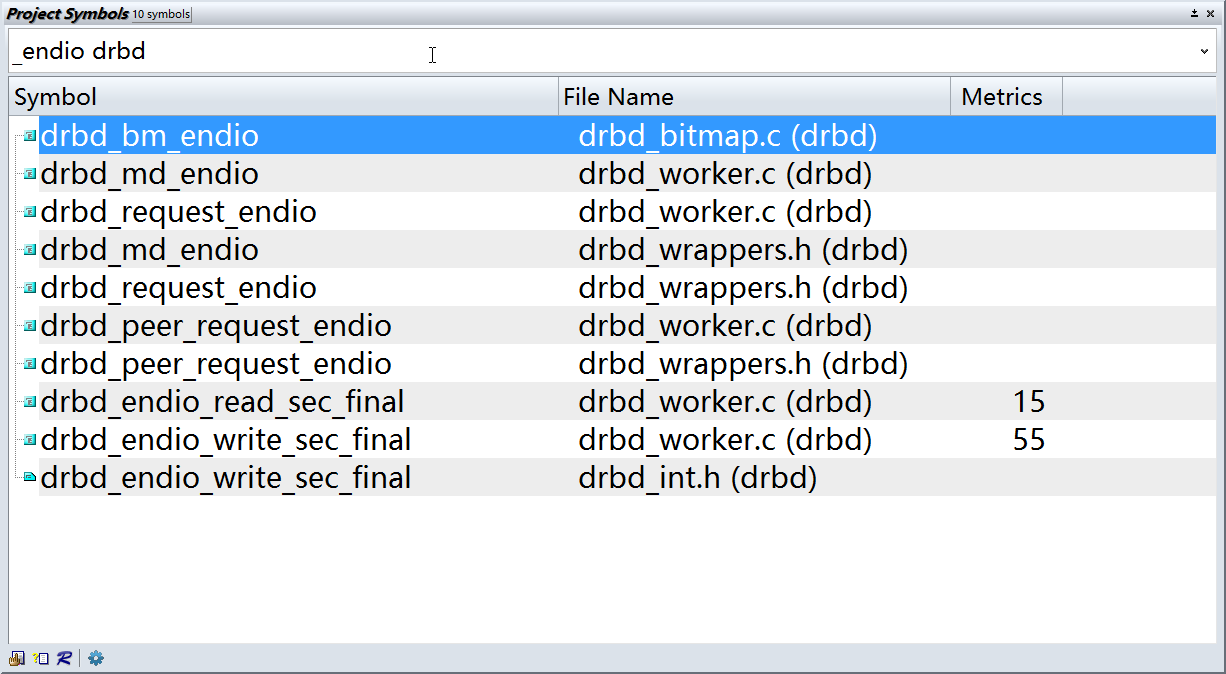 Project Symbols 10 symbols
_endio drbd
Symbol File Name Metrics
drbd_bm_endio drbd_bitmap.c (drbd)
drbd_md_endio drbd_worker.c (drbd)
drbd_request_endio drbd_worker.c (drbd)
drbd_md_endio drbd_wrappers.h (drbd)
drbd_request_endio drbd_wrappers.h (drbd)
drbd_peer_request_endio drbd_worker.c (drbd)
drbd_peer_request_endio drbd_wrappers.h (drbd)
drbd_endio_read_sec_final drbd_worker.c (drbd) 15
drbd_endio_write_sec_final drbd_worker.c (drbd) 55
drbd_endio_write_sec_final drbd_int.h (drbd)